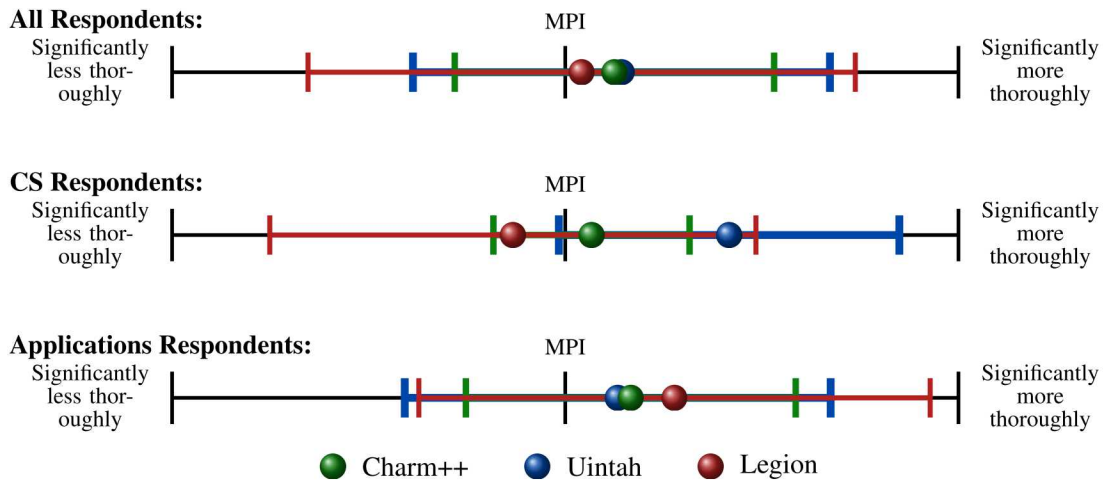 All Respondents:
MPI
Significantly
less thor-
oughly
Significantly
more
thoroughly
CS Respondents:
MPI
Significantly
less thor-
oughly
Significantly
more
thoroughly
Applications Respondents:
MPI
Significantly
less thor-
oughly
Significantly
more
thoroughly
Charm++ Uintah Legion